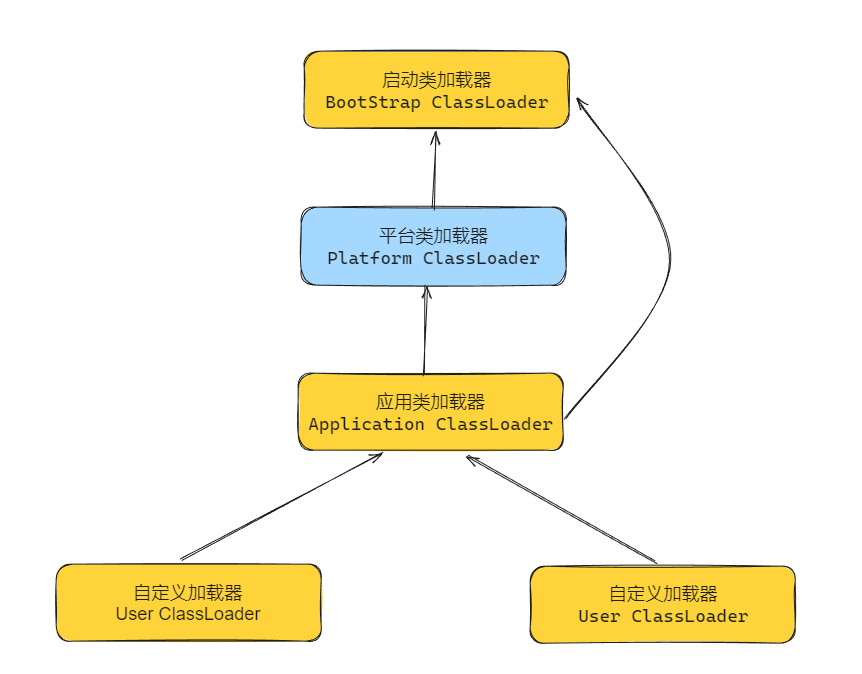 启动类加载器
BootStrap ClassLoader
平台类加载器
Platform ClassLoader
应用类加载器
Application ClassLoader
自定义加载器
User ClassLoader
自定义加载器
User ClassLoader